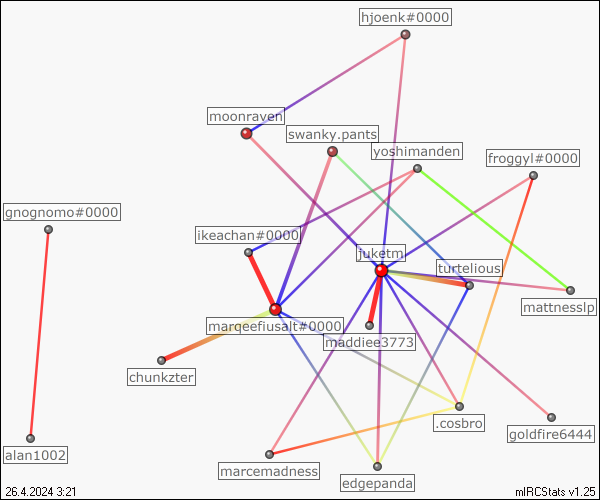 hjoenk#0000
moonraven
swanky.pants
yoshimanden
froggyl#0000
gnognomo#0000
ikeachan#0000
juketm
turtelious
mattnesslp
marqeefiusalt#0000
maddiee3773
chunkzter
.cosbro
goldfire6444
alan1002
marcemadness
edgepanda
26.4.2024 3:21
mIRCStats v1.25